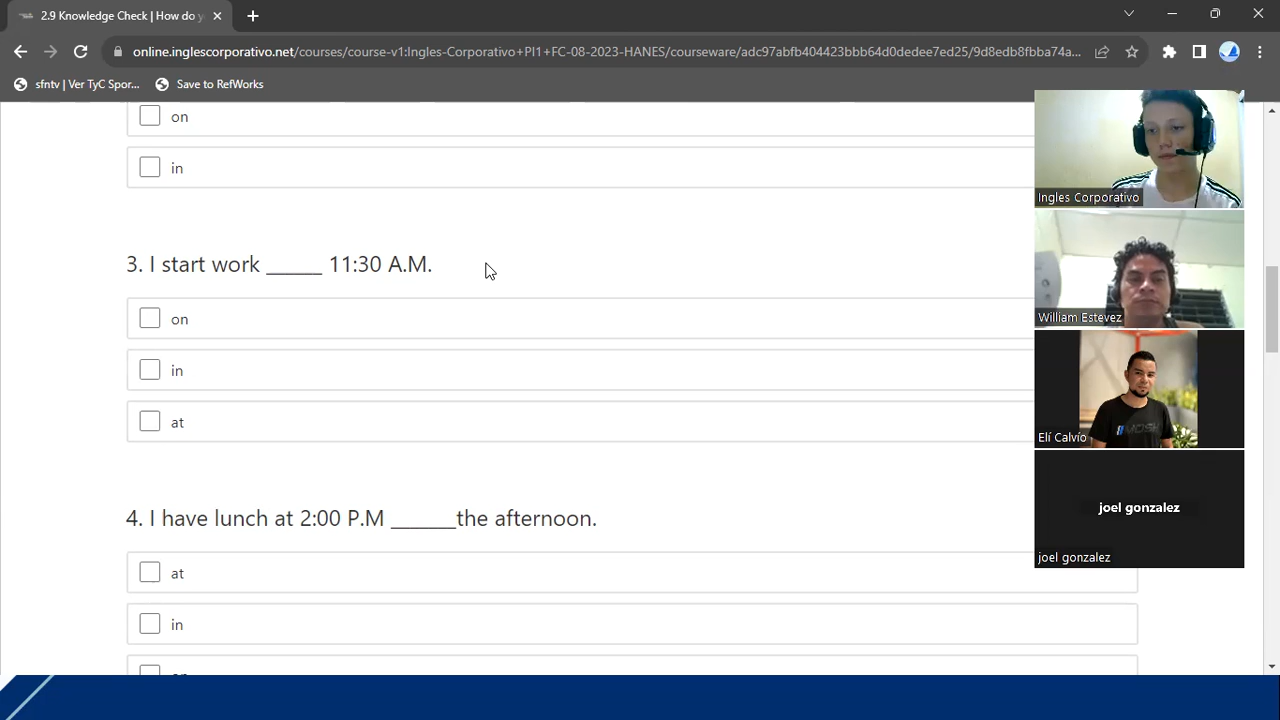 2.9 Knowledge Check | How do y
online.inglescorporativo.net/courses/course-v1:Ingles-Corporativo+PI1+FC-08-2023-HANES/courseware/adc97abfb404423bbb64d0dedee7ed25/9d8edb8fbba74a...
sfntv | Ver TyC Spor...
Save to RefWorks
on
in
3. I start work _____ 11:30 A.M.
on
in
at
4. I have lunch at 2:00 P.M ______the afternoon.
at
in
Ingles Corporativo
William Estevez
Elí Calvío
joel gonzalez
joel gonzalez